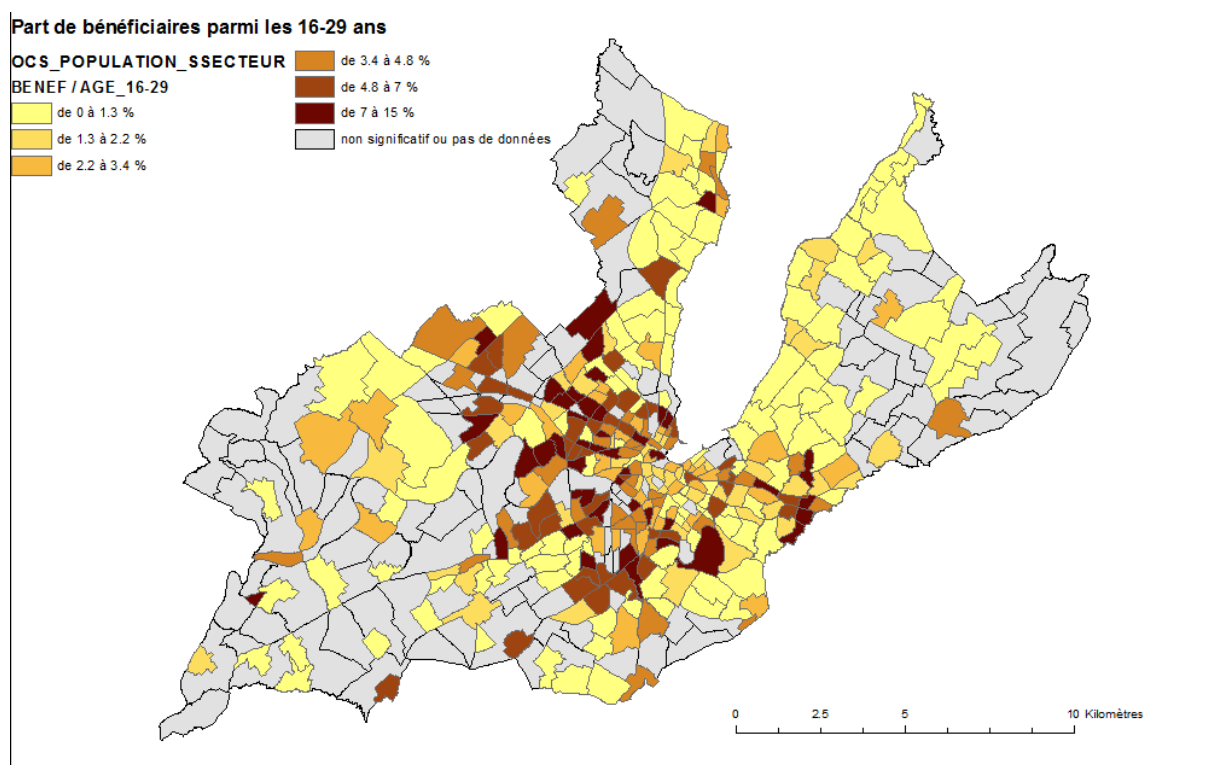 Part de bénéficiaires parmi les 16-29 ans
OCS_POPULATION_SSECTEUR
BENEF / AGE_16-29
de 0 à 1.3 %
de 1.3 à 2.2 %
de 2.2 à 3.4 %
de 3.4 à 4.8 %
de 4.8 à 7 %
de 7 à 15 %
non significatif ou pas de données
0 2.5 5 10 Kilomètres